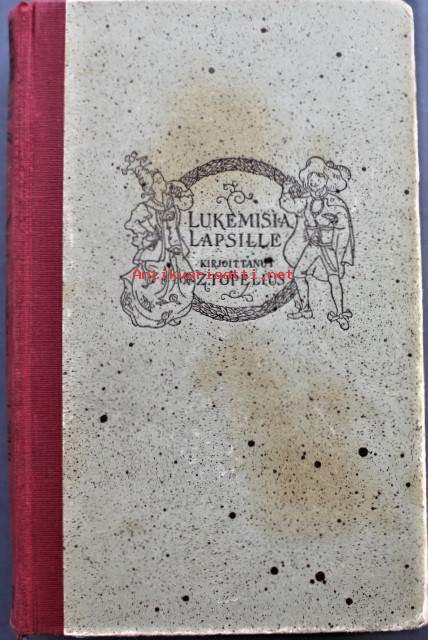 LUKEMISIA
LAPSILLE
KIRJOITTANUT
Antikvariaatti.net
Z.TOPELIUS